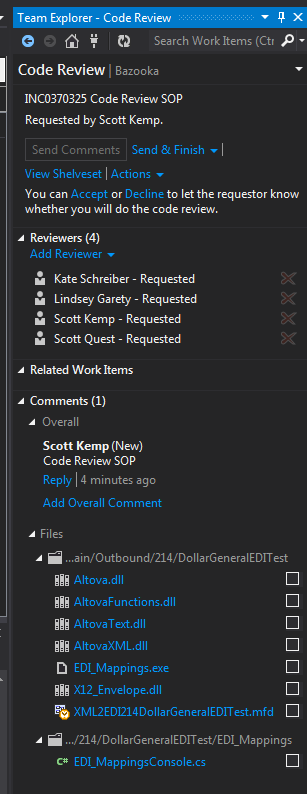 Team Explorer - Code Review
Search Work Items (Ctr
Code Review | Bazooka
INC0370325 Code Review SOP
Requested by Scott Kemp.
Send Comments Send & Finish
View Shelveset Actions
You can Accept or Decline to let the requestor know
whether you will do the code review.
Reviewers (4)
Add Reviewer
Kate Schreiber - Requested
Lindsey Garety - Requested
Scott Kemp - Requested
Scott Quest - Requested
Related Work Items
Comments (1)
Overall
Scott Kemp (New)
Code Review SOP
Reply | 4 minutes ago
Add Overall Comment
Files
...ain/Outbound/214/DollarGeneralEDITest
Altova.dll
AltovaFunctions.dll
AltovaText.dll
AltovaXML.dll
EDI_Mappings.exe
X12_Envelope.dll
XML2EDI214DollarGeneralEDITest.mfd
.../214/DollarGeneralEDITest/EDI_Mappings
C# EDI_MappingsConsole.cs